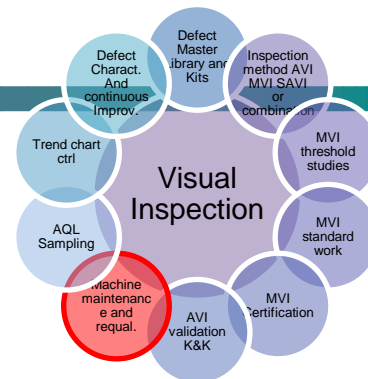 Defect
Master
Library and
Kits
Inspection
method AVI
MVI SAVI
or
combination
MVI
threshold
studies
MVI
standard
work
MVI
Certification
AVI
validation
K&K
Machine
maintenanc
e and
requal.
AQL
Sampling
Trend chart
ctrl
Defect
Charact.
And
continuous
Improv.
Visual
Inspection